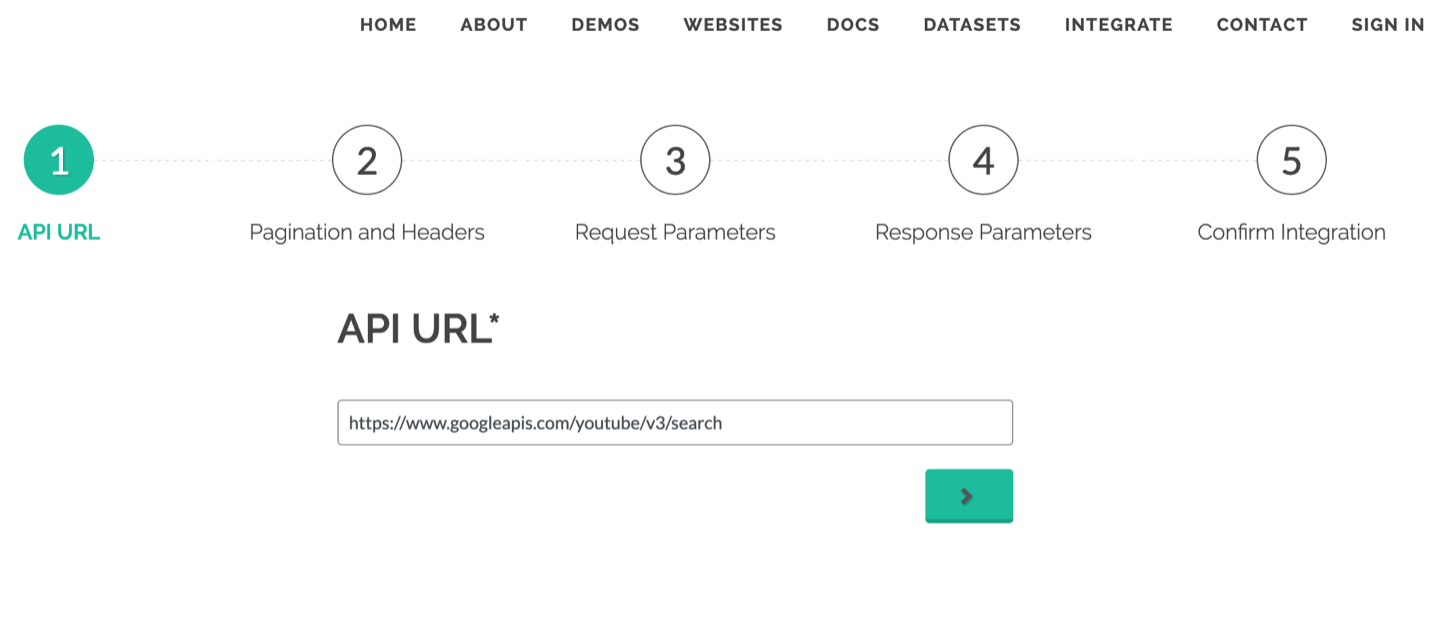 HOME ABOUT DEMOS WEBSITES DOCS DATASETS INTEGRATE CONTACT SIGN IN
1 2 3 4 5
API URL Pagination and Headers Request Parameters Response Parameters Confirm Integration
API URL*
https://www.googleapis.com/youtube/v3/search